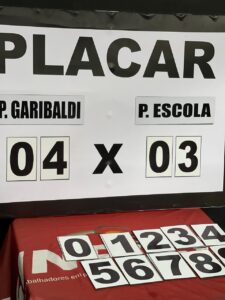 PLACAR
P. GARIBALDI P. ESCOLA
04 X 03
0 1 2 3 4
5 6 7 8